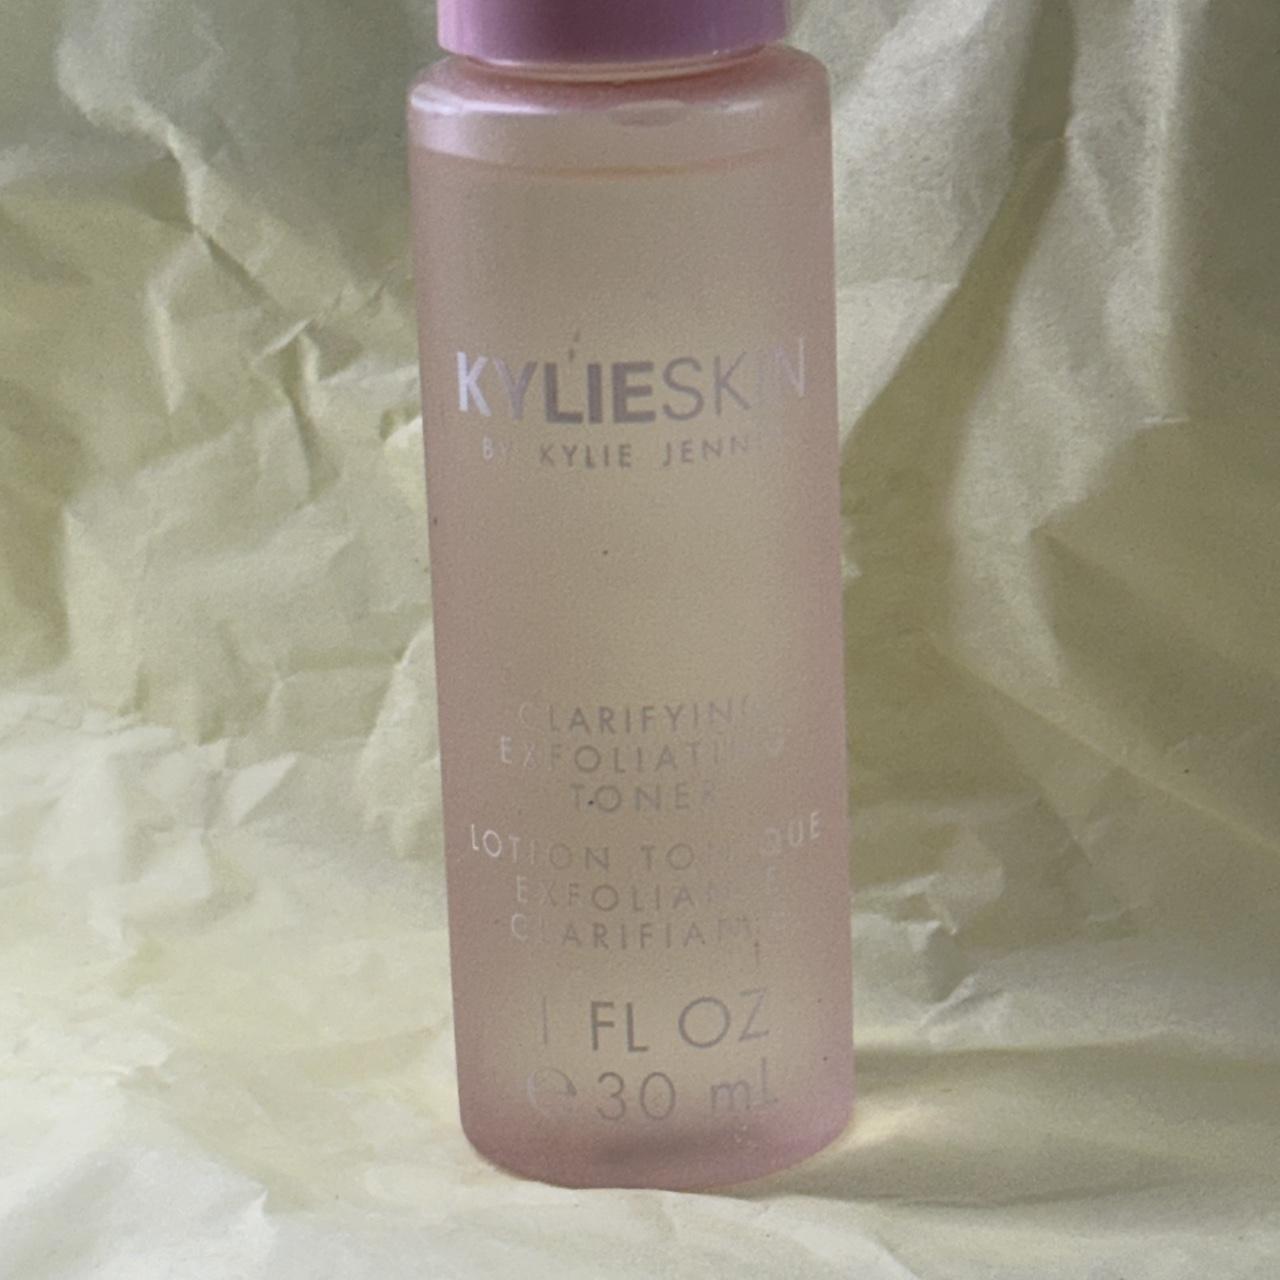 KYLIESKIN
BY KYLIE JENNER
CLARIFYING
EXFOLIATING
TONER
LOTION TONIQUE
EXFOLIANTE
CLARIFIANTE
1 FL OZ
℮ 30 mL